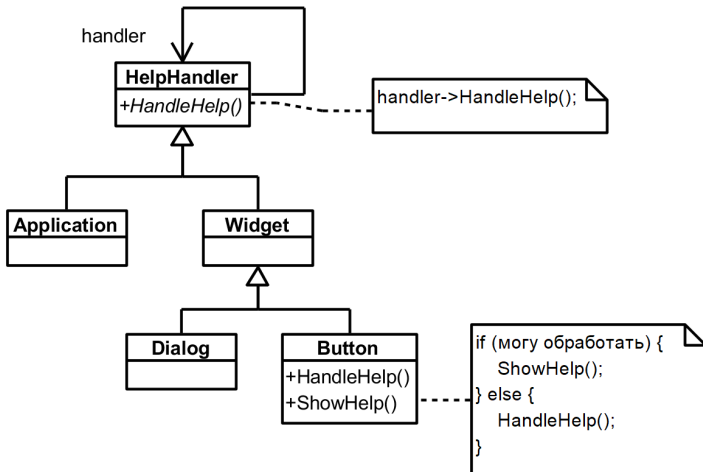 handler
HelpHandler
+HandleHelp()
handler->HandleHelp();
Application
Widget
Dialog
Button
+HandleHelp()
+ShowHelp()
if (могу обработать) {
ShowHelp();
} else {
HandleHelp();
}